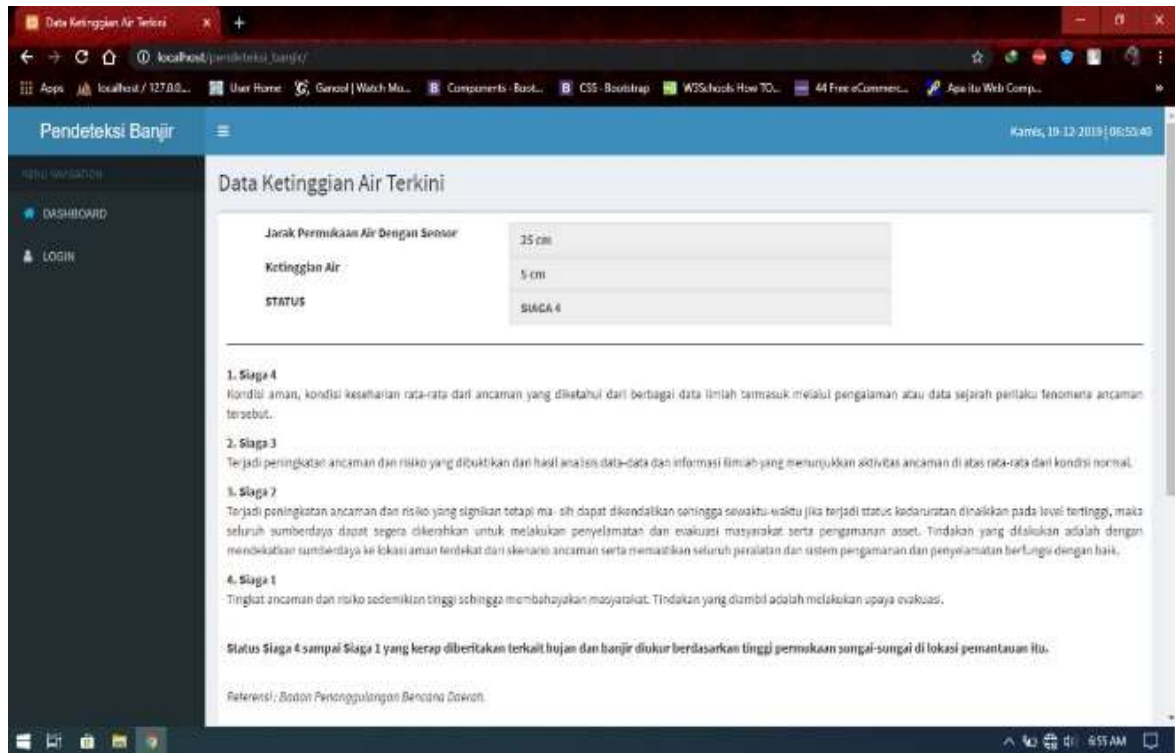 Data Ketinggian Air Terkini
localhost/pendeteksi_banjir/
Apps localhost / 127.0.0... User Home Ganool | Watch Mo... Components · Boot... CSS · Bootstrap W3Schools How TO... 44 Free eCommerc... Apa itu Web Comp...
Pendeteksi Banjir
Kamis, 19-12-2019 |
MENU NAVIGATION
Data Ketinggian Air Terkini
DASHBOARD
LOGIN
Jarak Permukaan Air Dengan Sensor
cm
Ketinggian Air
5 cm
STATUS
SIAGA 4
1. Siaga 4
Kondisi aman, kondisi keseharian rata-rata dari ancaman yang diketahui dari berbagai data ilmiah termasuk melalui pengalaman atau data sejarah perilaku fenomena ancaman
tersebut.
2. Siaga 3
Terjadi peningkatan ancaman dan risiko yang dibuktikan dari hasil analisis data-data dan informasi ilmiah yang menunjukkan aktivitas ancaman di atas rata-rata dari kondisi normal.
3. Siaga 2
Terjadi peningkatan ancaman dan risiko yang signikan tetapi ma- sih dapat dikendalikan sehingga sewaktu-waktu jika terjadi status kedaruratan dinaikkan pada level tertinggi, maka
seluruh sumberdaya dapat segera dikerahkan untuk melakukan penyelamatan dan evakuasi masyarakat serta pengamanan asset. Tindakan yang dilakukan adalah dengan
mendekatkan sumberdaya ke lokasi aman terdekat dari skenario ancaman serta memastikan seluruh peralatan dan sistem pengamanan dan penyelamatan berfungsi dengan baik.
4. Siaga 1
Tingkat ancaman dan risiko sedemikian tinggi sehingga membahayakan masyarakat. Tindakan yang diambil adalah melakukan upaya evakuasi.
Status Siaga 4 sampai Siaga 1 yang kerap diberitakan terkait hujan dan banjir diukur berdasarkan tinggi permukaan sungai-sungai di lokasi pemantauan itu.
Referensi : Badan Penanggulangan Bencana Daerah.
6:55 AM